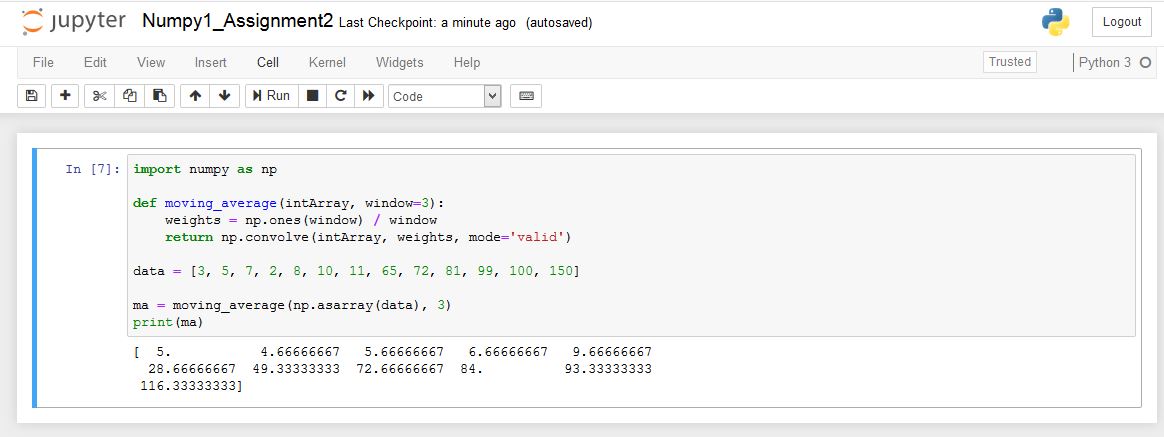 jupyter Numpy1_Assignment2 Last Checkpoint: a minute ago (autosaved) Logout
File Edit View Insert Cell Kernel Widgets Help Trusted Python 3
Run Code
In [7]: import numpy as np
def moving_average(intArray, window=3):
    weights = np.ones(window) / window
    return np.convolve(intArray, weights, mode='valid')
data = [3, 5, 7, 2, 8, 10, 11, 65, 72, 81, 99, 100, 150]
ma = moving_average(np.asarray(data), 3)
print(ma)
[  5.           4.66666667   5.66666667   6.66666667   9.66666667
  28.66666667  49.33333333  72.66666667  84.          93.33333333
 116.33333333]